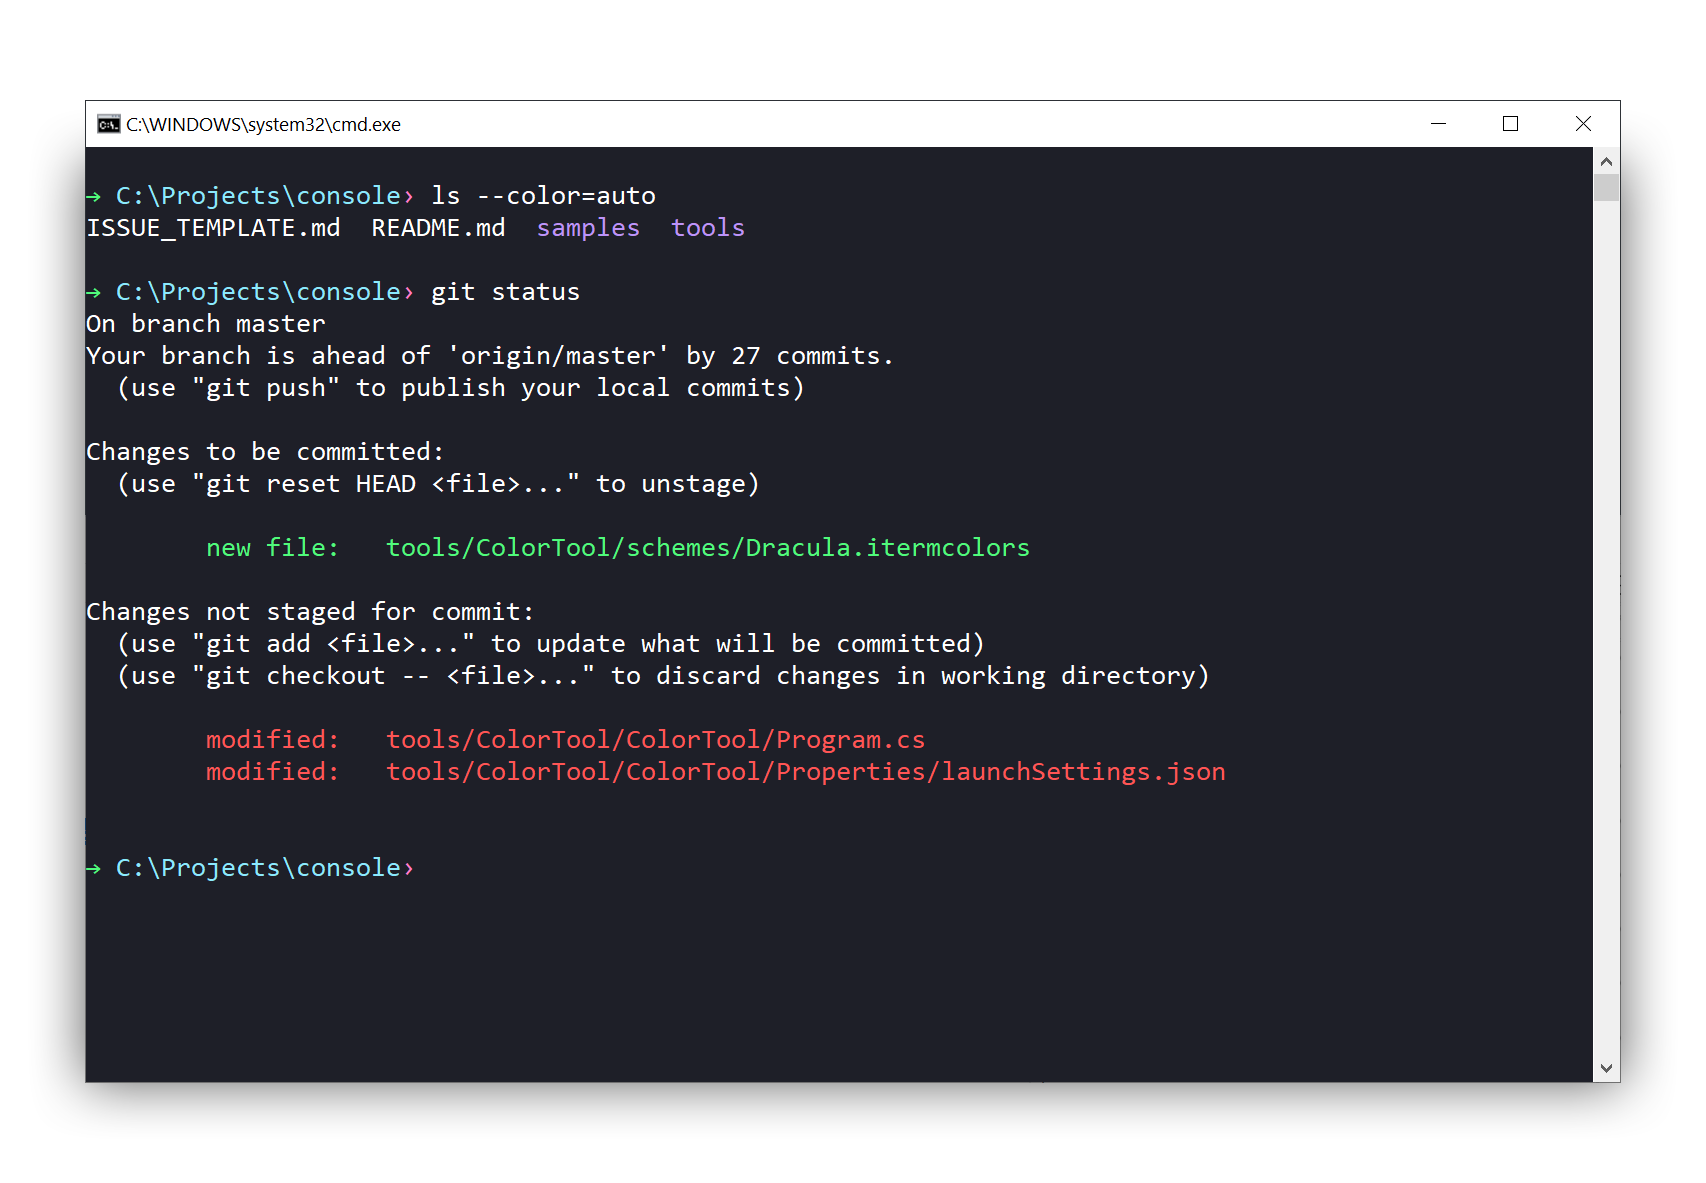 C:\WINDOWS\system32\cmd.exe
→ C:\Projects\console› ls --color=auto
ISSUE_TEMPLATE.md  README.md  samples  tools
→ C:\Projects\console› git status
On branch master
Your branch is ahead of 'origin/master' by 27 commits.
  (use "git push" to publish your local commits)
Changes to be committed:
  (use "git reset HEAD <file>..." to unstage)
        new file:   tools/ColorTool/schemes/Dracula.itermcolors
Changes not staged for commit:
  (use "git add <file>..." to update what will be committed)
  (use "git checkout -- <file>..." to discard changes in working directory)
        modified:   tools/ColorTool/ColorTool/Program.cs
        modified:   tools/ColorTool/ColorTool/Properties/launchSettings.json
→ C:\Projects\console›